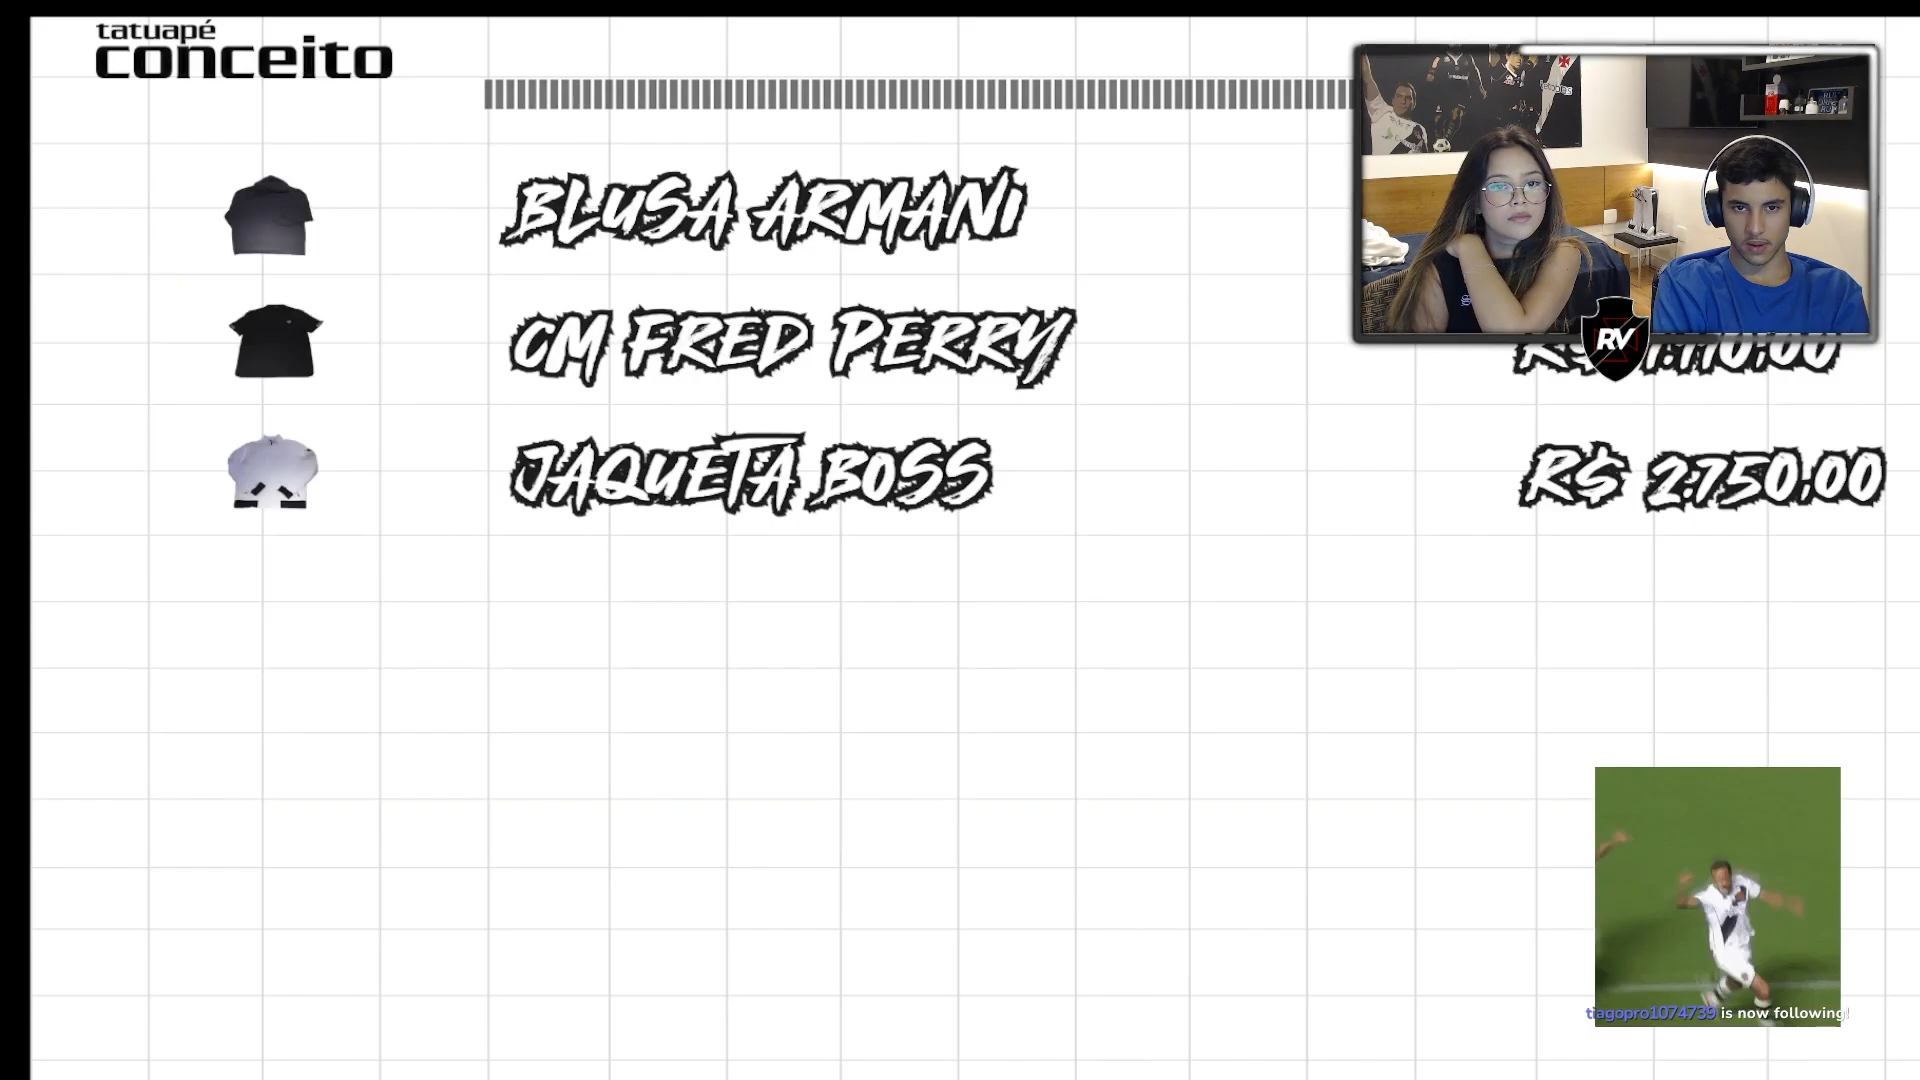 tatuapé
conceito
BLUSA ARMANI
CM FRED PERRY
RV
JAQUETA BOSS R$ 2.750,00
tiagopro1074739 is now following!